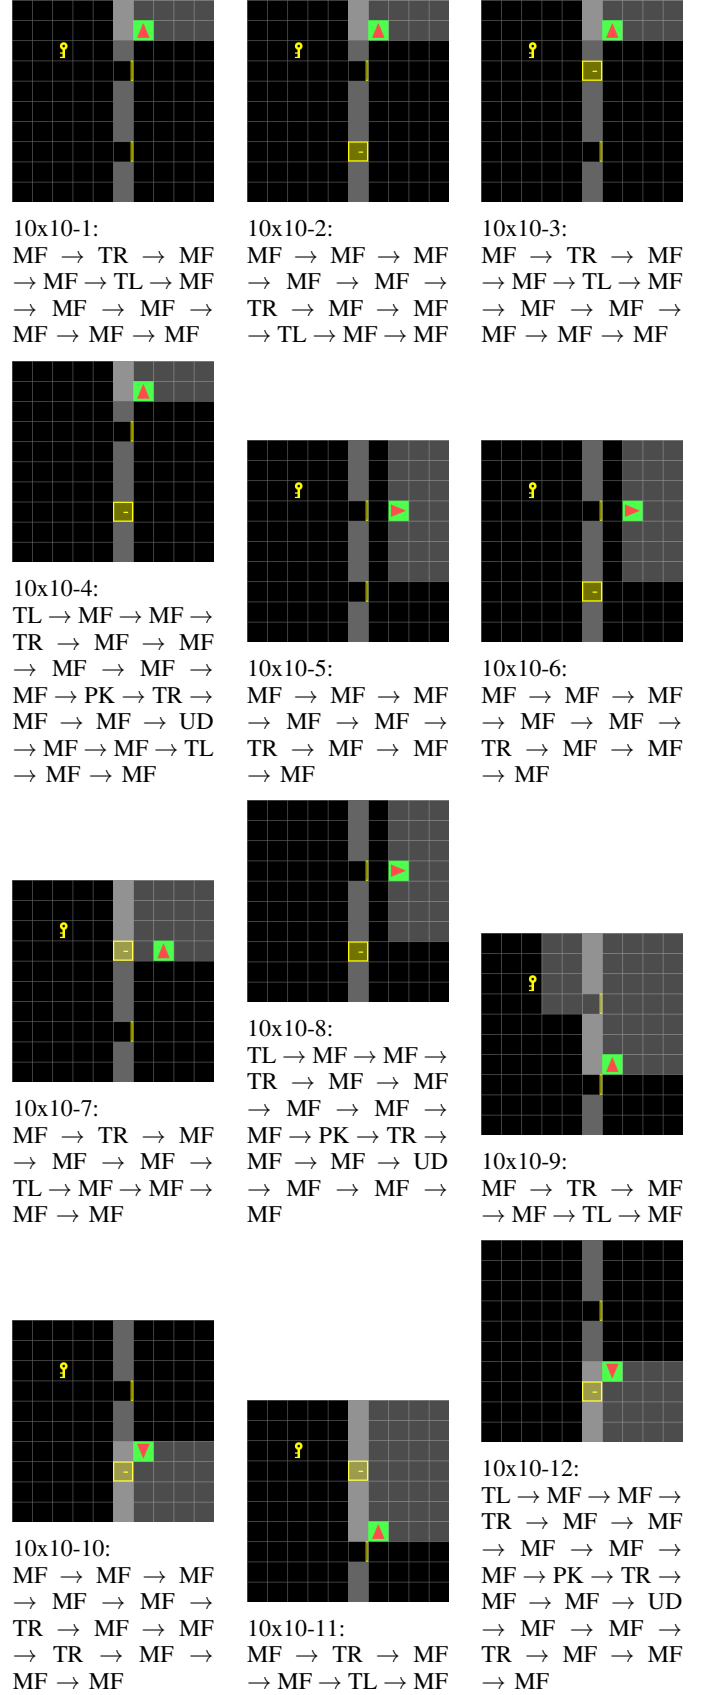 10x10-1:
MF → TR → MF
→ MF → TL → MF
→ MF → MF →
MF → MF → MF
10x10-2:
MF → MF → MF
→ MF → MF →
TR → MF → MF
→ TL → MF → MF
10x10-3:
MF → TR → MF
→ MF → TL → MF
→ MF → MF →
MF → MF → MF
10x10-4:
TL → MF → MF →
TR → MF → MF
→ MF → MF →
MF → PK → TR →
MF → MF → UD
→ MF → MF → TL
→ MF → MF
10x10-5:
MF → MF → MF
→ MF → MF →
TR → MF → MF
→ MF
10x10-6:
MF → MF → MF
→ MF → MF →
TR → MF → MF
→ MF
10x10-7:
MF → TR → MF
→ MF → MF →
TL → MF → MF →
MF → MF
10x10-8:
TL → MF → MF →
TR → MF → MF
→ MF → MF →
MF → PK → TR →
MF → MF → UD
→ MF → MF →
MF
10x10-9:
MF → TR → MF
→ MF → TL → MF
10x10-10:
MF → MF → MF
→ MF → MF →
TR → MF → MF
→ TR → MF →
MF → MF
10x10-11:
MF → TR → MF
→ MF → TL → MF
10x10-12:
TL → MF → MF →
TR → MF → MF
→ MF → MF →
MF → PK → TR →
MF → MF → UD
→ MF → MF →
TR → MF → MF
→ MF